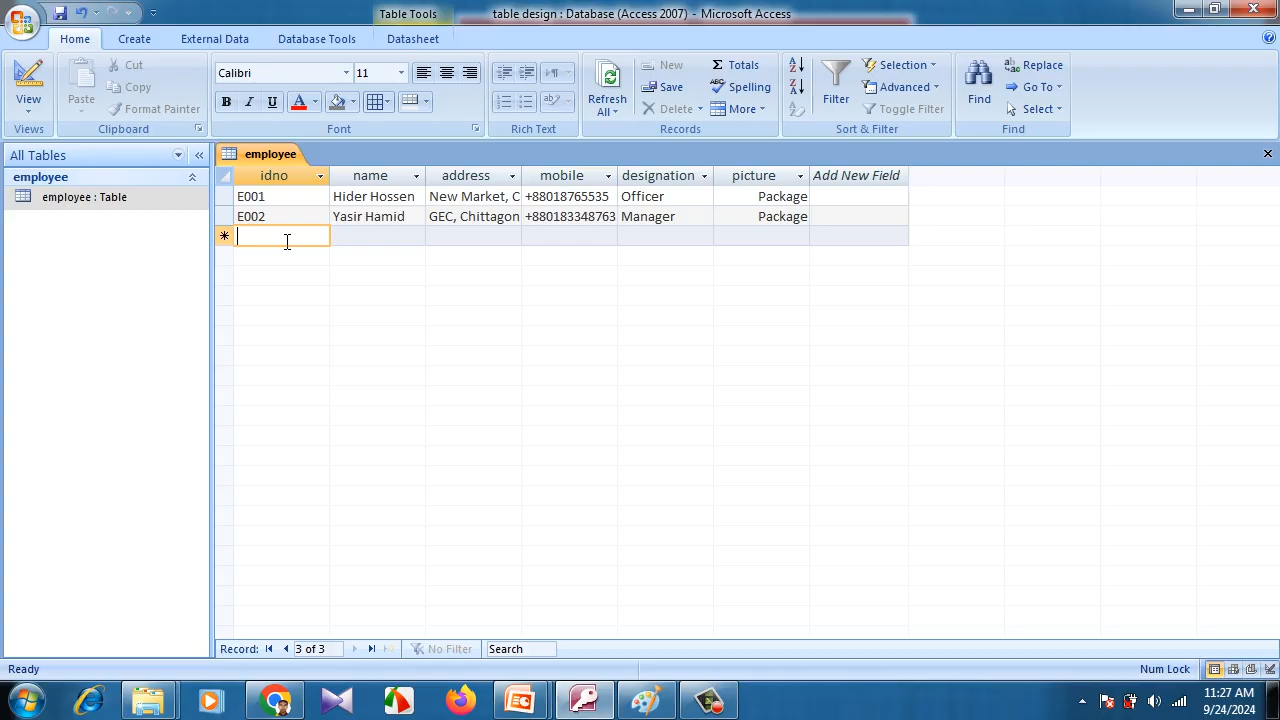 Table Tools
table design : Database (Access 2007) - Microsoft Access
Home Create External Data Database Tools Datasheet
View
Views
Paste
Cut
Copy
Format Painter
Clipboard
Calibri 11
B I U A
Font
Rich Text
Refresh All
New
Save
Delete
Totals
Spelling
More
Records
Filter
Selection
Advanced
Toggle Filter
Sort & Filter
Find
Replace
Go To
Select
Find
All Tables
employee
employee : Table
employee
idno name address mobile designation picture Add New Field
E001 Hider Hossen New Market, C +88018765535 Officer Package
E002 Yasir Hamid GEC, Chittagon +880183348763 Manager Package
Record: 3 of 3 No Filter Search
Ready Num Lock
11:27 AM
9/24/2024